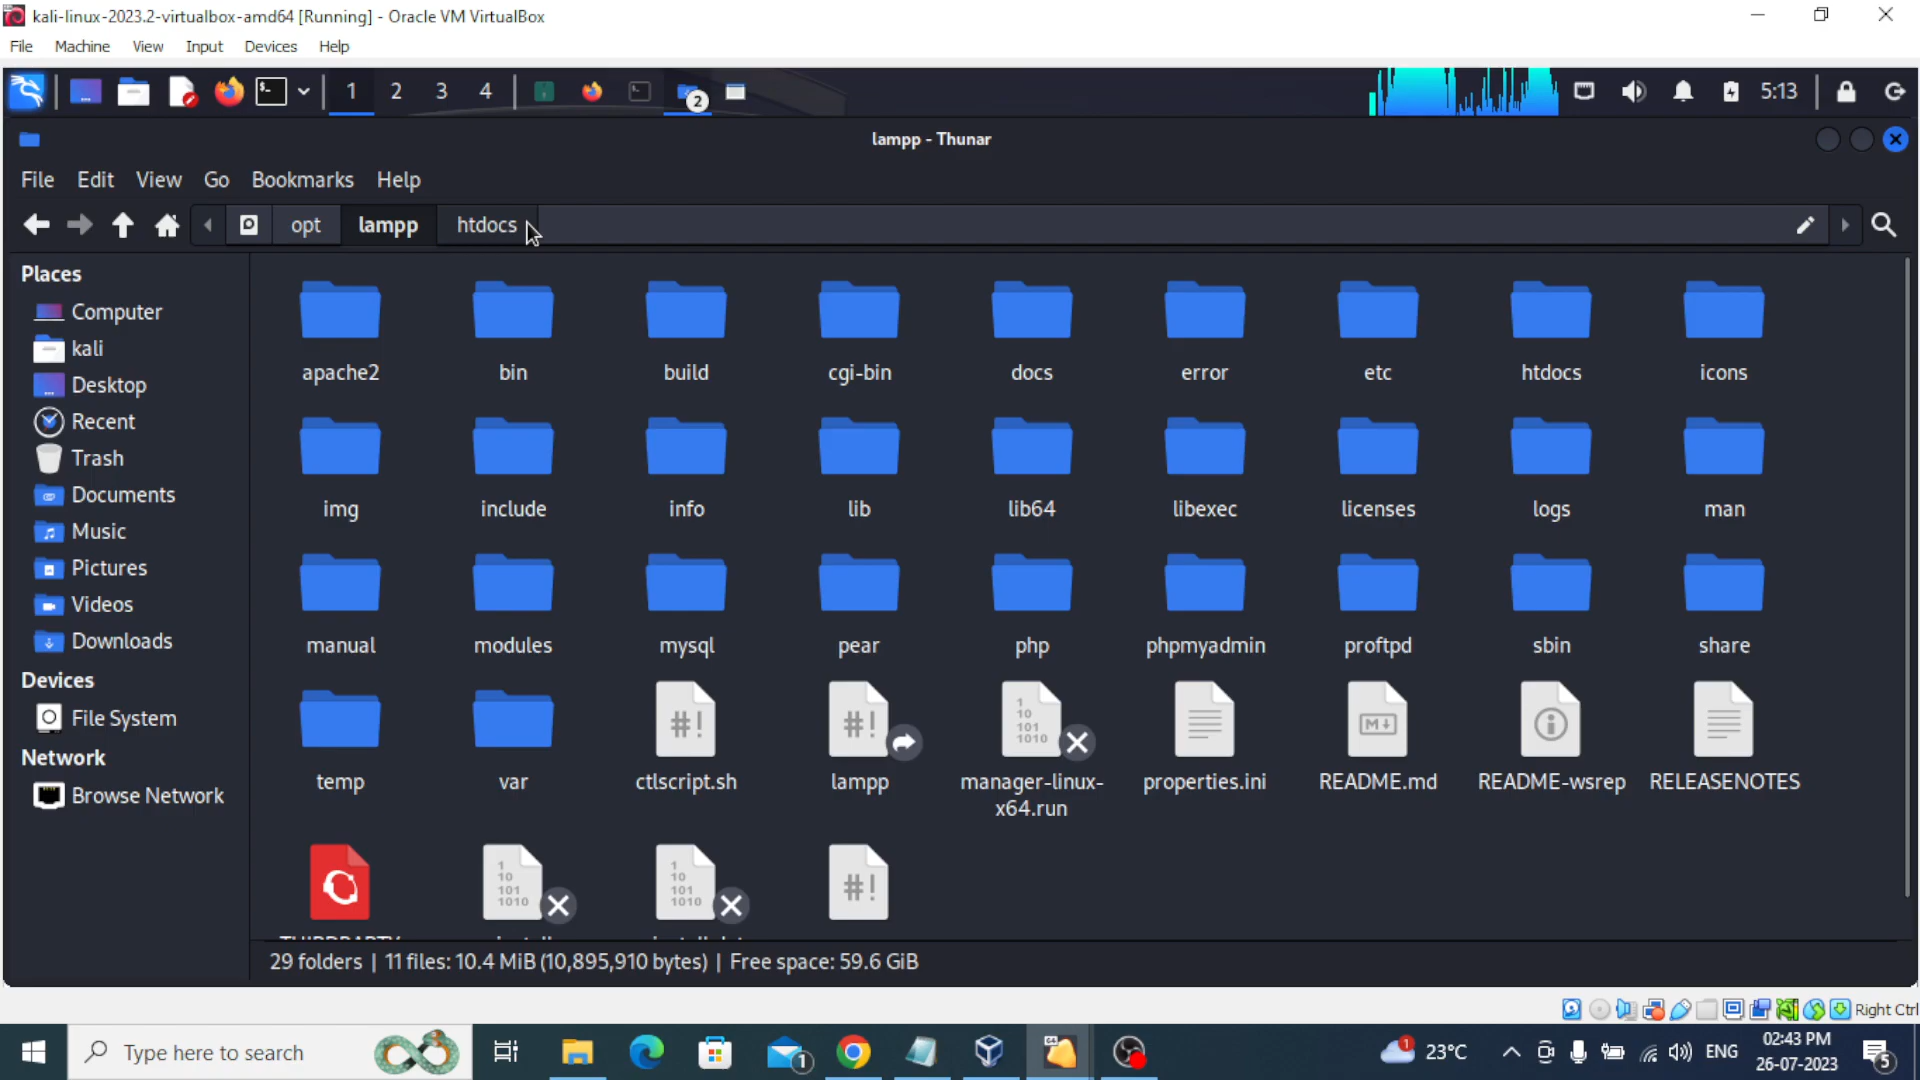 kali-linux-2023.2-virtualbox-amd64 [Running] - Oracle VM VirtualBox
File Machine View Input Devices Help
1 2 3 4 2 5:13
lampp - Thunar
File Edit View Go Bookmarks Help
opt lampp htdocs
Places
Computer
kali
Desktop
Recent
Trash
Documents
Music
Pictures
Videos
Downloads
Devices
File System
Network
Browse Network
apache2 bin build cgi-bin docs error etc htdocs icons
img include info lib lib64 libexec licenses logs man
manual modules mysql pear php phpmyadmin proftpd sbin share
temp var ctlscript.sh lampp manager-linux-x64.run properties.ini README.md README-wsrep RELEASENOTES
29 folders | 11 files: 10.4 MiB (10,895,910 bytes) | Free space: 59.6 GiB
Right Ctrl
Type here to search
1
1 23°C
ENG
02:43 PM
26-07-2023
5